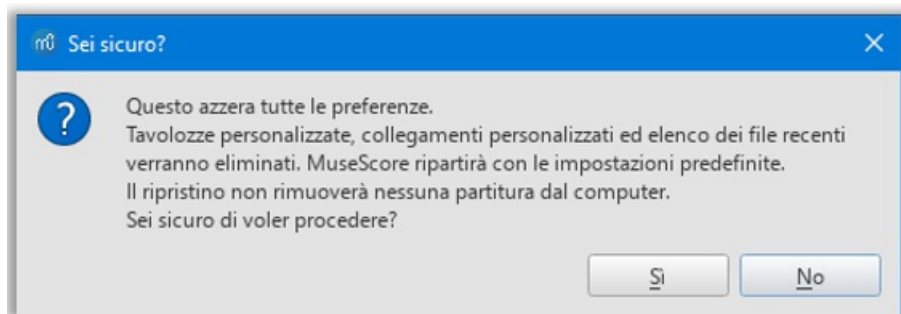 Sei sicuro?
Questo azzera tutte le preferenze.
Tavolozze personalizzate, collegamenti personalizzati ed elenco dei file recenti
verranno eliminati. MuseScore ripartirà con le impostazioni predefinite.
Il ripristino non rimuoverà nessuna partitura dal computer.
Sei sicuro di voler procedere?
Sì No